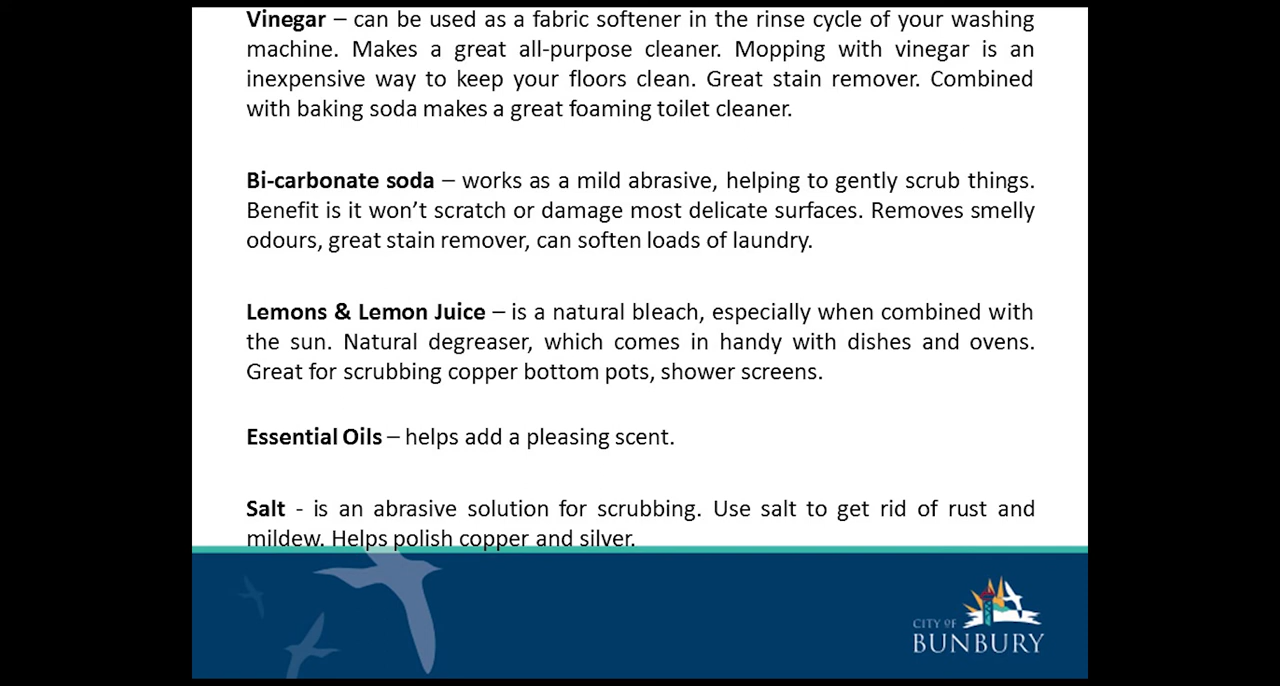 Vinegar – can be used as a fabric softener in the rinse cycle of your washing
machine. Makes a great all-purpose cleaner. Mopping with vinegar is an
inexpensive way to keep your floors clean. Great stain remover. Combined
with baking soda makes a great foaming toilet cleaner.
Bi-carbonate soda – works as a mild abrasive, helping to gently scrub things.
Benefit is it won’t scratch or damage most delicate surfaces. Removes smelly
odours, great stain remover, can soften loads of laundry.
Lemons & Lemon Juice – is a natural bleach, especially when combined with
the sun. Natural degreaser, which comes in handy with dishes and ovens.
Great for scrubbing copper bottom pots, shower screens.
Essential Oils – helps add a pleasing scent.
Salt - is an abrasive solution for scrubbing. Use salt to get rid of rust and
mildew. Helps polish copper and silver.
CITY OF
BUNBURY